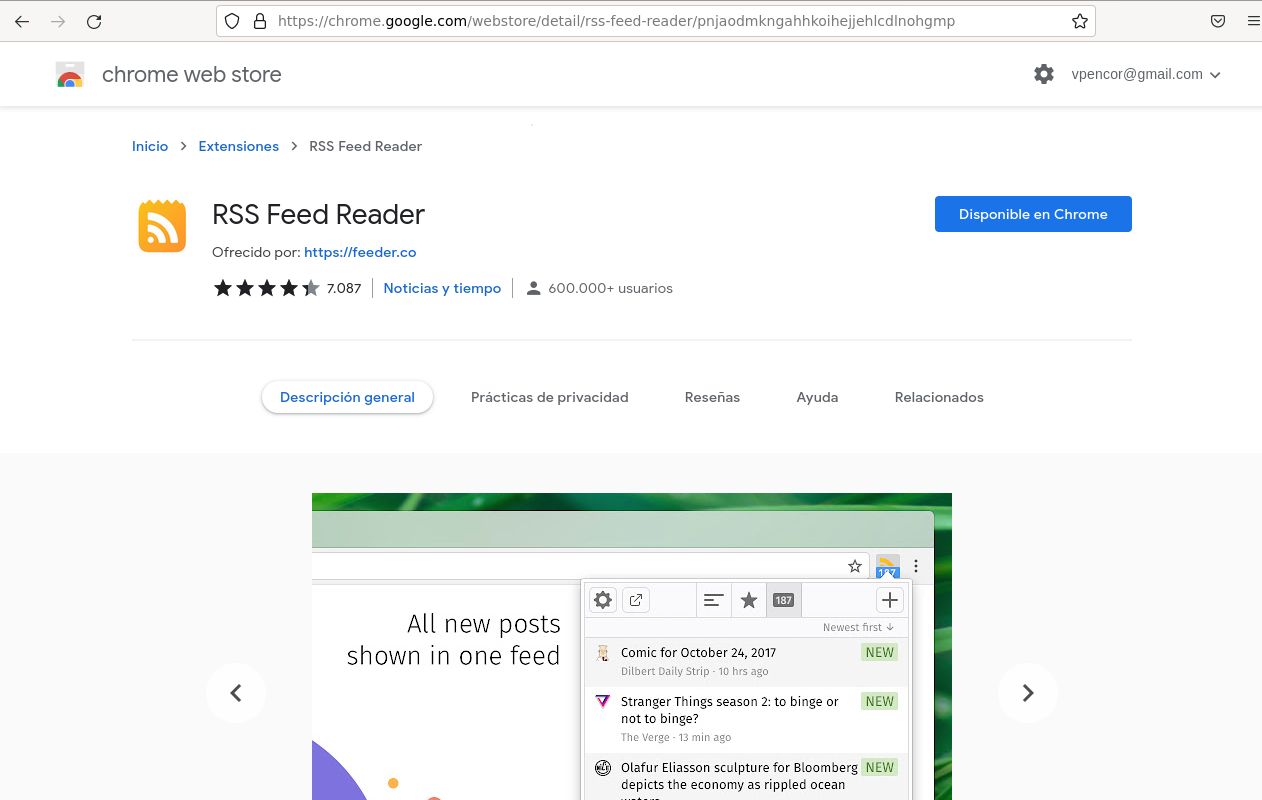 https://chrome.google.com/webstore/detail/rss-feed-reader/pnjaodmkngahhkoihejjehlcdlnohgmp
chrome web store
vpencor@gmail.com
Inicio > Extensiones > RSS Feed Reader
RSS Feed Reader
Disponible en Chrome
Ofrecido por: https://feeder.co
7.087
Noticias y tiempo
600.000+ usuarios
Descripción general
Prácticas de privacidad
Reseñas
Ayuda
Relacionados
187
187
Newest first ↓
All new posts
shown in one feed
Comic for October 24, 2017
NEW
Dilbert Daily Strip · 10 hrs ago
Stranger Things season 2: to binge or
NEW
not to binge?
The Verge · 13 min ago
Olafur Eliasson sculpture for Bloomberg
NEW
depicts the economy as rippled ocean